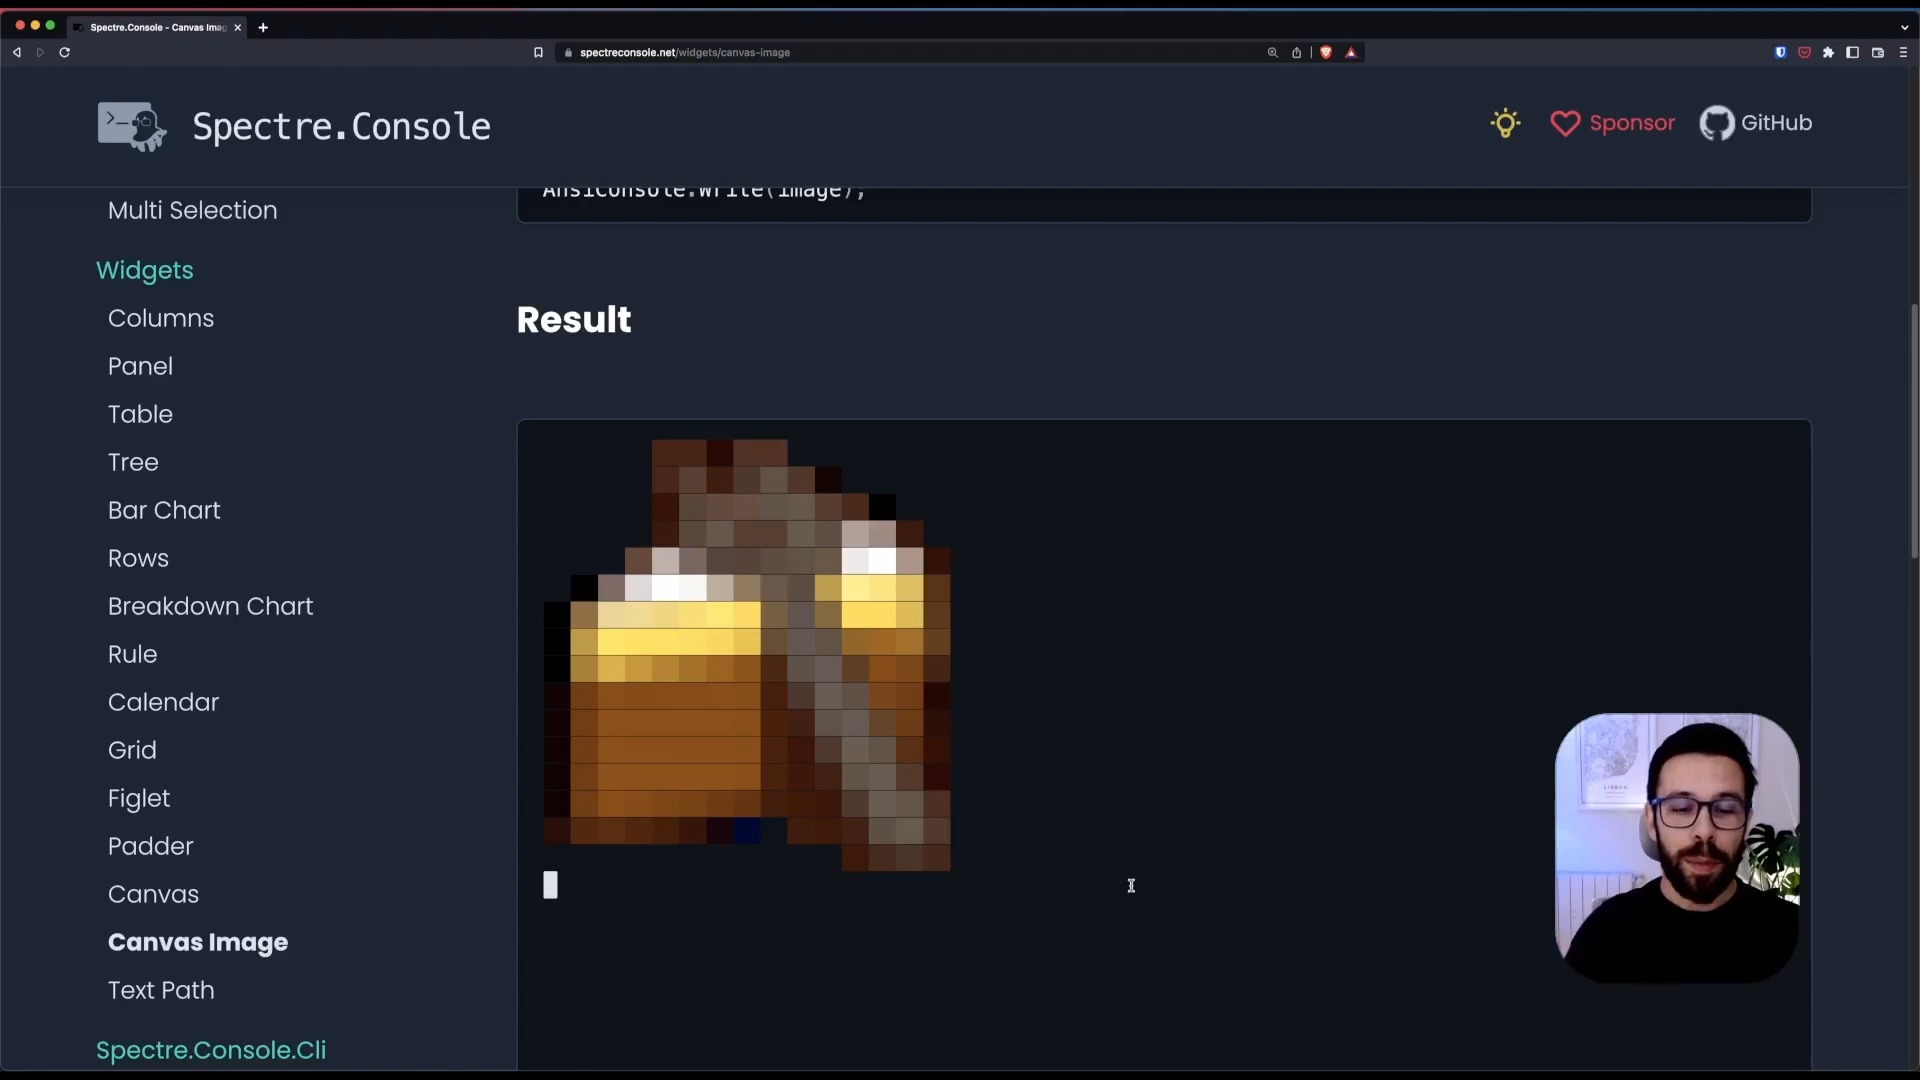 Spectre.Console - Canvas Imag
spectreconsole.net/widgets/canvas-image
Spectre.Console
Sponsor
GitHub
AnsiConsole.Write(image);
Multi Selection
Widgets
Columns
Panel
Table
Tree
Bar Chart
Rows
Breakdown Chart
Rule
Calendar
Grid
Figlet
Padder
Canvas
Canvas Image
Text Path
Spectre.Console.Cli
Result
LISBON